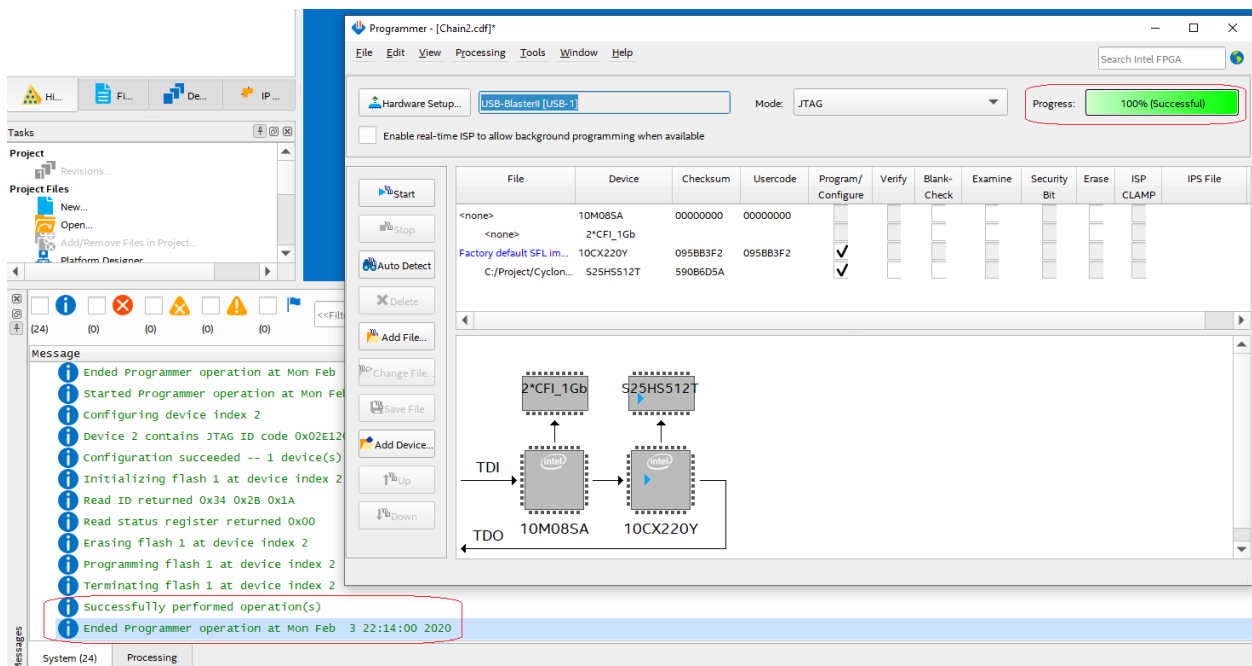 Programmer - [Chain2.cdf]*
File Edit View Processing Tools Window Help
Search Intel FPGA
Hi... Fi... De... IP ...
Hardware Setup... USB-BlasterII [USB-1] Mode: JTAG Progress: 100% (Successful)
Enable real-time ISP to allow background programming when available
Tasks
Project
Revisions...
Project Files
New...
Open...
Add/Remove Files in Project...
Platform Designer
Start
Stop
Auto Detect
Delete
Add File...
Change File...
Save File
Add Device...
Up
Down
File Device Checksum Usercode Program/ Configure Verify Blank- Check Examine Security Bit Erase ISP CLAMP IPS File
<none> 10M08SA 00000000 00000000
<none> 2*CFI_1Gb
Factory default SFL im... 10CX220Y 095BB3F2 095BB3F2
C:/Project/Cyclon... S25HS512T 590B6D5A
2*CFI_1Gb S25HS512T
intel intel
TDI
10M08SA 10CX220Y
TDO
<<Filt
(24) (0) (0) (0) (0)
Message
Ended Programmer operation at Mon Feb
Started Programmer operation at Mon Feb
Configuring device index 2
Device 2 contains JTAG ID code 0x02E120
Configuration succeeded -- 1 device(s)
Initializing flash 1 at device index 2
Read ID returned 0x34 0x2B 0x1A
Read status register returned 0x00
Erasing flash 1 at device index 2
Programming flash 1 at device index 2
Terminating flash 1 at device index 2
Successfully performed operation(s)
Ended Programmer operation at Mon Feb 3 22:14:00 2020
Messages
System (24) Processing